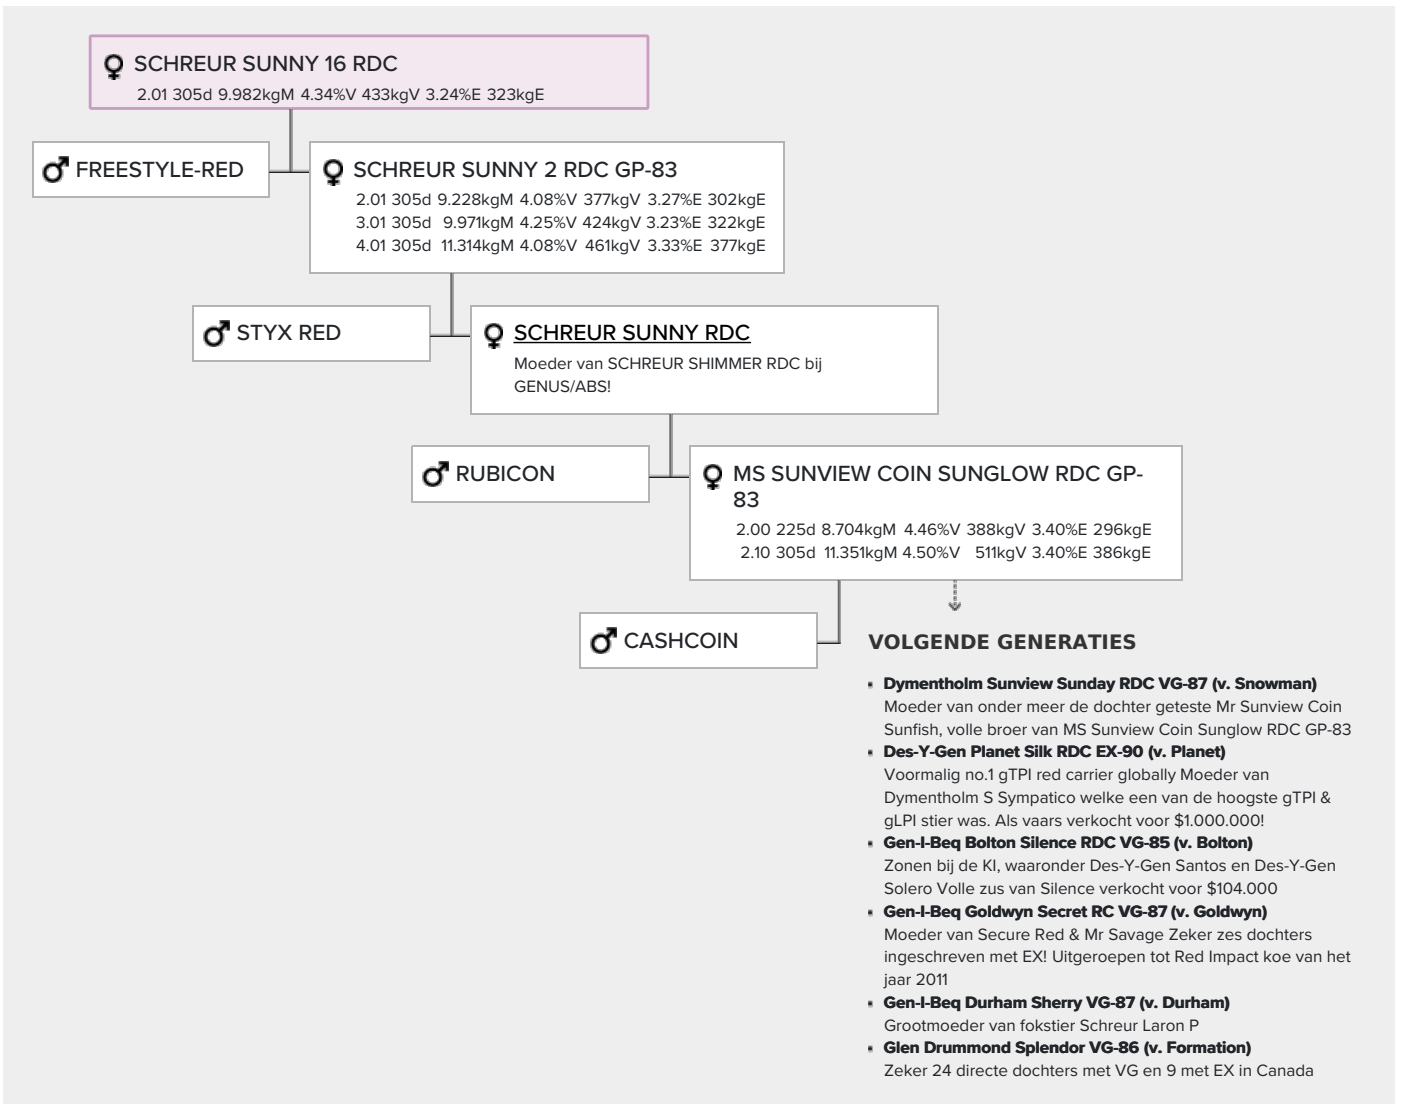 SCHREUR SUNNY 16 RDC
2.01 305d 9.982kgM 4.34%V 433kgV 3.24%E 323kgE
FREESTYLE-RED
SCHREUR SUNNY 2 RDC GP-83
2.01 305d 9.228kgM 4.08%V 377kgV 3.27%E 302kgE
3.01 305d 9.971kgM 4.25%V 424kgV 3.23%E 322kgE
4.01 305d 11.314kgM 4.08%V 461kgV 3.33%E 377kgE
STYX RED
SCHREUR SUNNY RDC
Moeder van SCHREUR SHIMMER RDC bij
GENUS/ABS!
RUBICON
MS SUNVIEW COIN SUNGLOW RDC GP-
83
2.00 225d 8.704kgM 4.46%V 388kgV 3.40%E 296kgE
2.10 305d 11.351kgM 4.50%V 511kgV 3.40%E 386kgE
CASHCOIN
VOLGENDE GENERATIES
Dymentholm Sunview Sunday RDC VG-87 (v. Snowman)
Moeder van onder meer de dochter geteste Mr Sunview Coin
Sunfish, volle broer van MS Sunview Coin Sunglow RDC GP-83
Des-Y-Gen Planet Silk RDC EX-90 (v. Planet)
Voormalig no.1 gTPI red carrier globally Moeder van
Dymentholm S Sympatico welke een van de hoogste gTPI &
gLPI stier was. Als vaars verkocht voor $1.000.000!
Gen-I-Beq Bolton Silence RDC VG-85 (v. Bolton)
Zonen bij de KI, waaronder Des-Y-Gen Santos en Des-Y-Gen
Solero Volle zus van Silence verkocht voor $104.000
Gen-I-Beq Goldwyn Secret RC VG-87 (v. Goldwyn)
Moeder van Secure Red & Mr Savage Zeker zes dochters
ingeschreven met EX! Uitgeroepen tot Red Impact koe van het
jaar 2011
Gen-I-Beq Durham Sherry VG-87 (v. Durham)
Grootmoeder van fokstier Schreur Laron P
Glen Drummond Splendor VG-86 (v. Formation)
Zeker 24 directe dochters met VG en 9 met EX in Canada